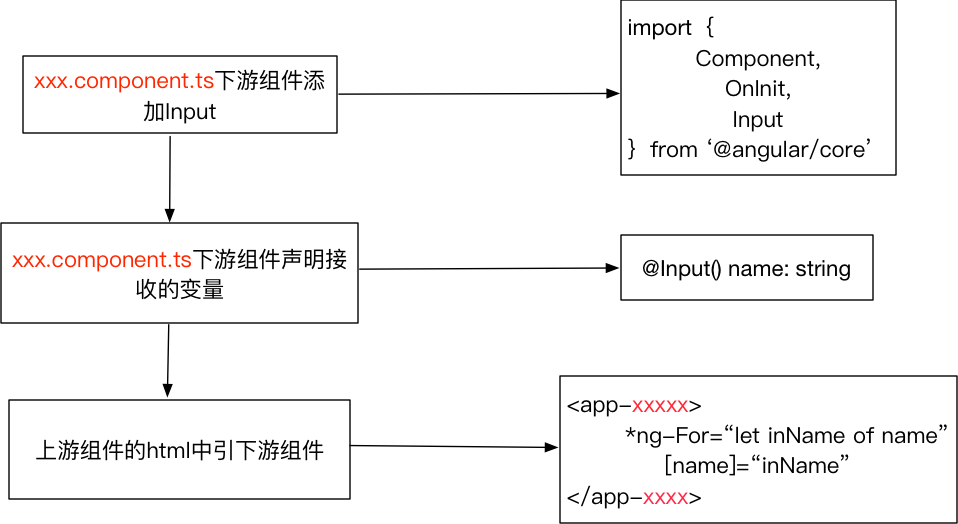 xxx.component.ts下游组件添
加Input
import {
Component,
OnInit,
Input
} from ‘@angular/core’
xxx.component.ts下游组件声明接
收的变量
@Input() name: string
上游组件的html中引下游组件
<app-xxxxx>
*ng-For=“let inName of name”
[name]=“inName”
</app-xxxx>